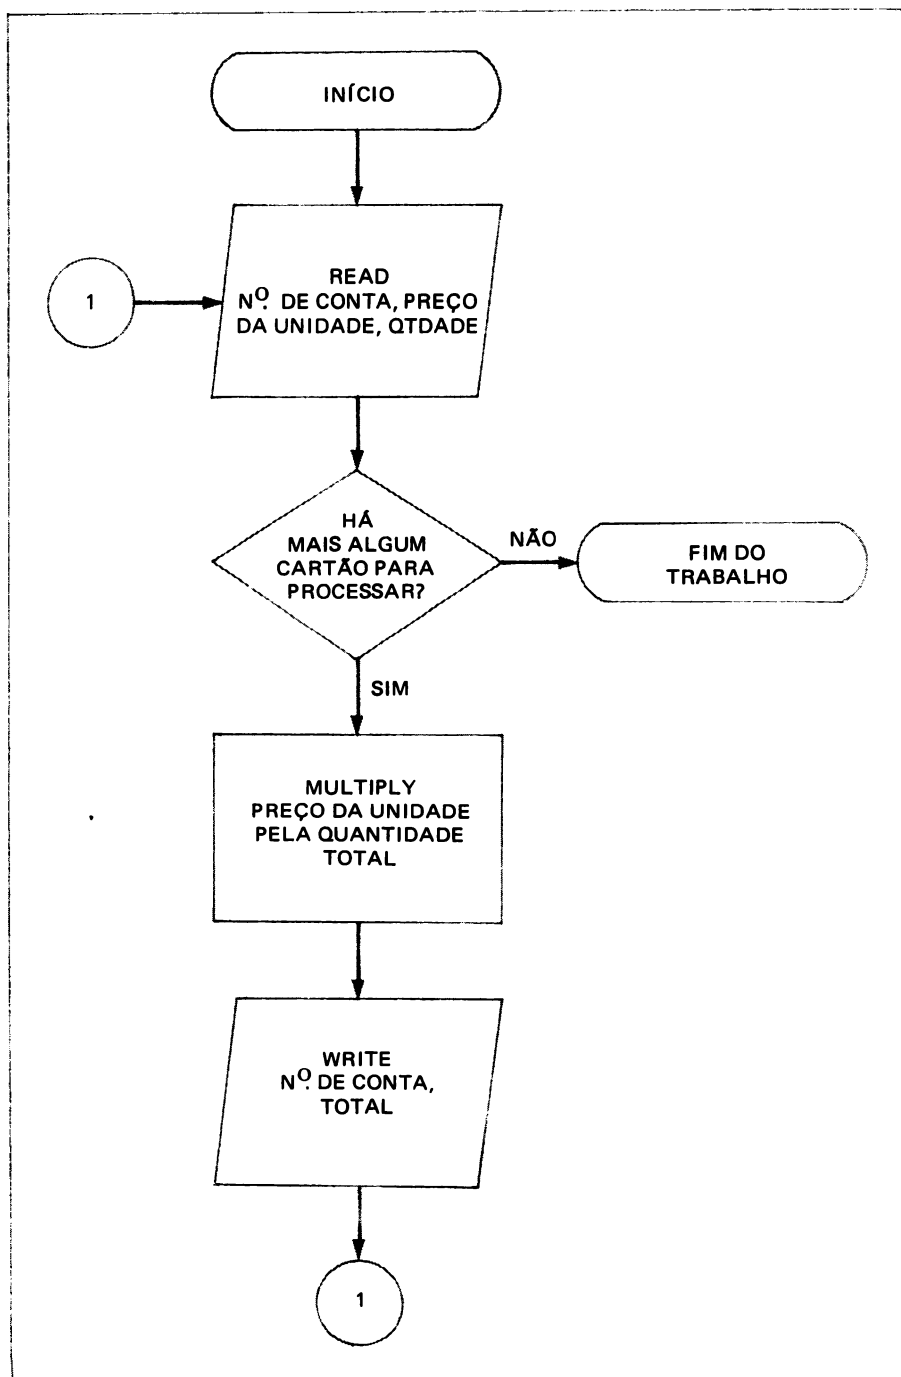 INÍCIO
1
READ
Nº. DE CONTA, PREÇO
DA UNIDADE, QTDADE
HÁ
MAIS ALGUM
CARTÃO PARA
PROCESSAR?
NÃO
FIM DO
TRABALHO
SIM
MULTIPLY
PREÇO DA UNIDADE
PELA QUANTIDADE
TOTAL
WRITE
Nº. DE CONTA,
TOTAL
1